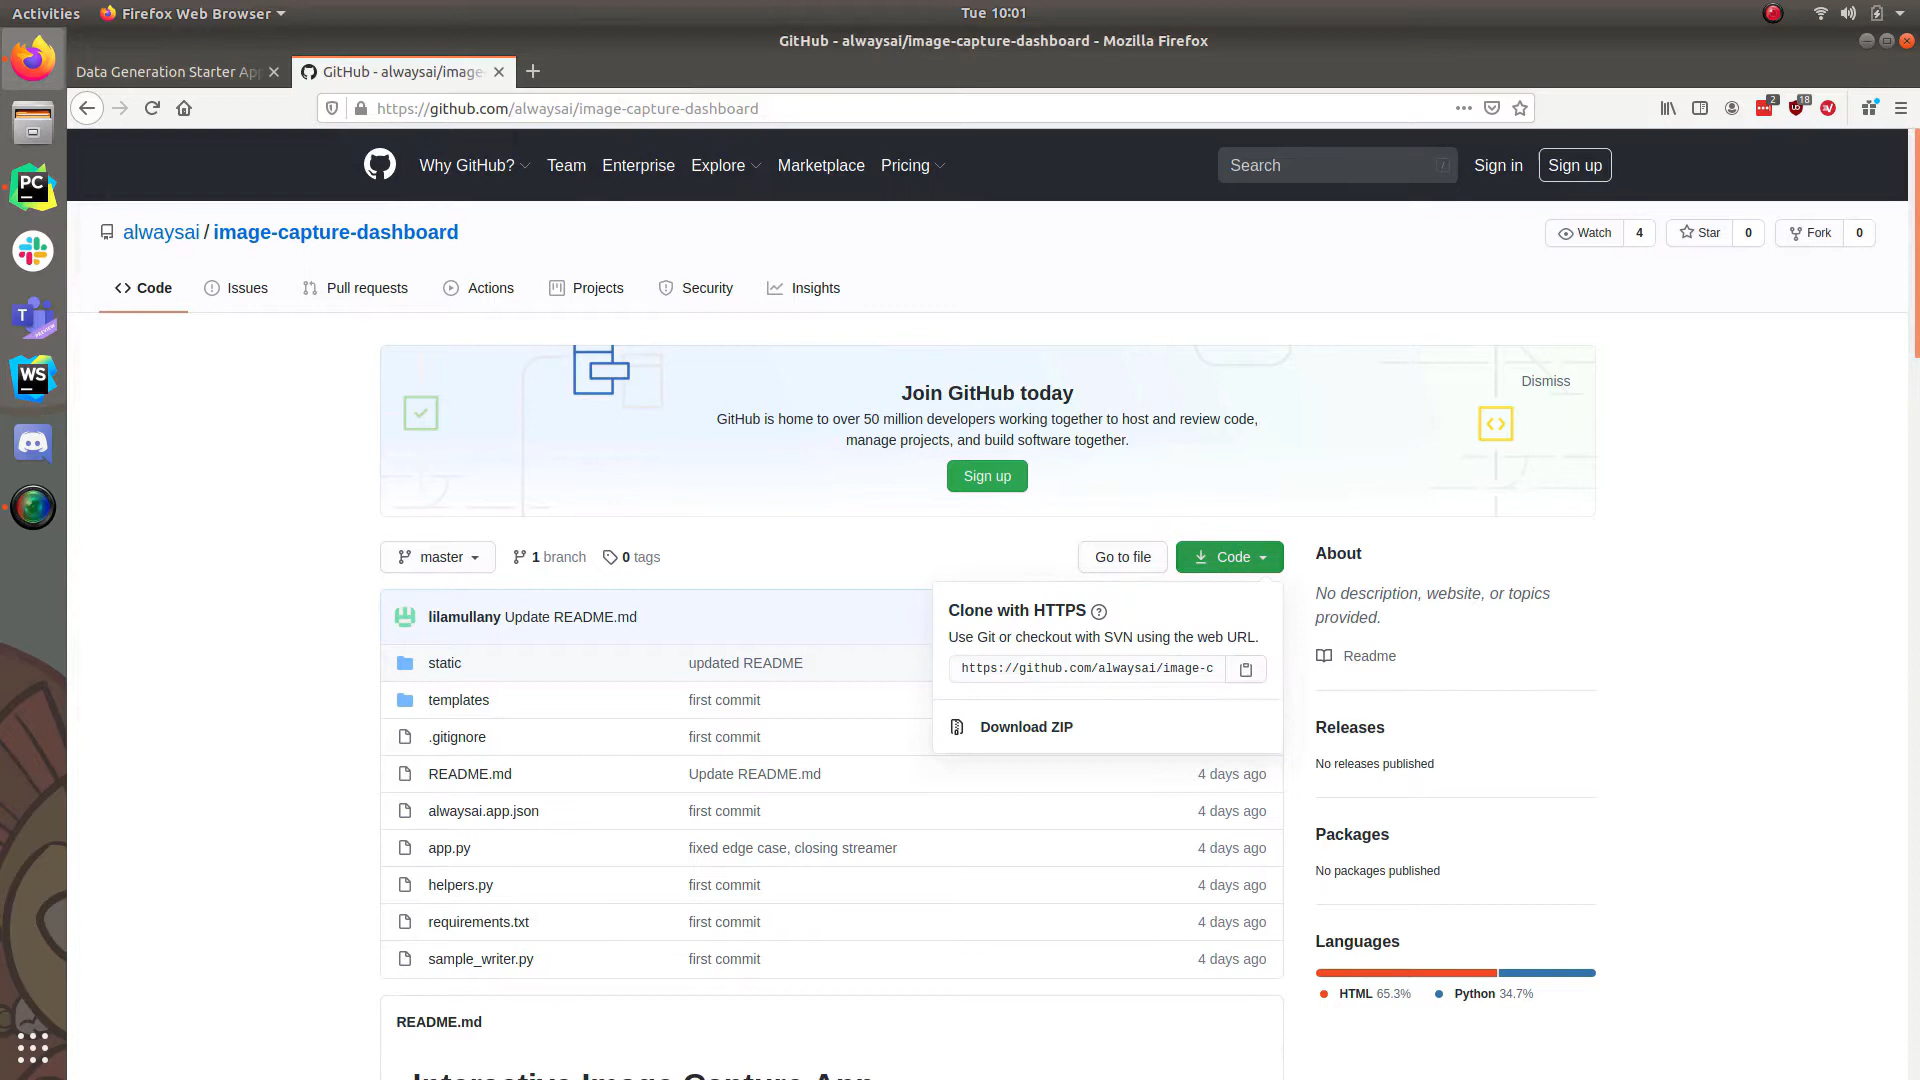 Activities
Firefox Web Browser
Tue 10:01
GitHub - alwaysai/image-capture-dashboard - Mozilla Firefox
Data Generation Starter App
GitHub - alwaysai/image-
https://github.com/alwaysai/image-capture-dashboard
2
18
Why GitHub?
Team
Enterprise
Explore
Marketplace
Pricing
Search
/
Sign in
Sign up
alwaysai / image-capture-dashboard
Watch 4
Star 0
Fork 0
Code
Issues
Pull requests
Actions
Projects
Security
Insights
Join GitHub today
Dismiss
GitHub is home to over 50 million developers working together to host and review code,
manage projects, and build software together.
Sign up
master
1 branch
0 tags
Go to file
Code
About
No description, website, or topics
provided.
Readme
Releases
No releases published
Packages
No packages published
Languages
HTML 65.3%
Python 34.7%
Clone with HTTPS
Use Git or checkout with SVN using the web URL.
https://github.com/alwaysai/image-c
Download ZIP
lilamullany Update README.md
static updated README
templates first commit
.gitignore first commit
README.md Update README.md 4 days ago
alwaysai.app.json first commit 4 days ago
app.py fixed edge case, closing streamer 4 days ago
helpers.py first commit 4 days ago
requirements.txt first commit 4 days ago
sample_writer.py first commit 4 days ago
README.md
Interactive Image Capture App
PC
T
PREVIEW
WS